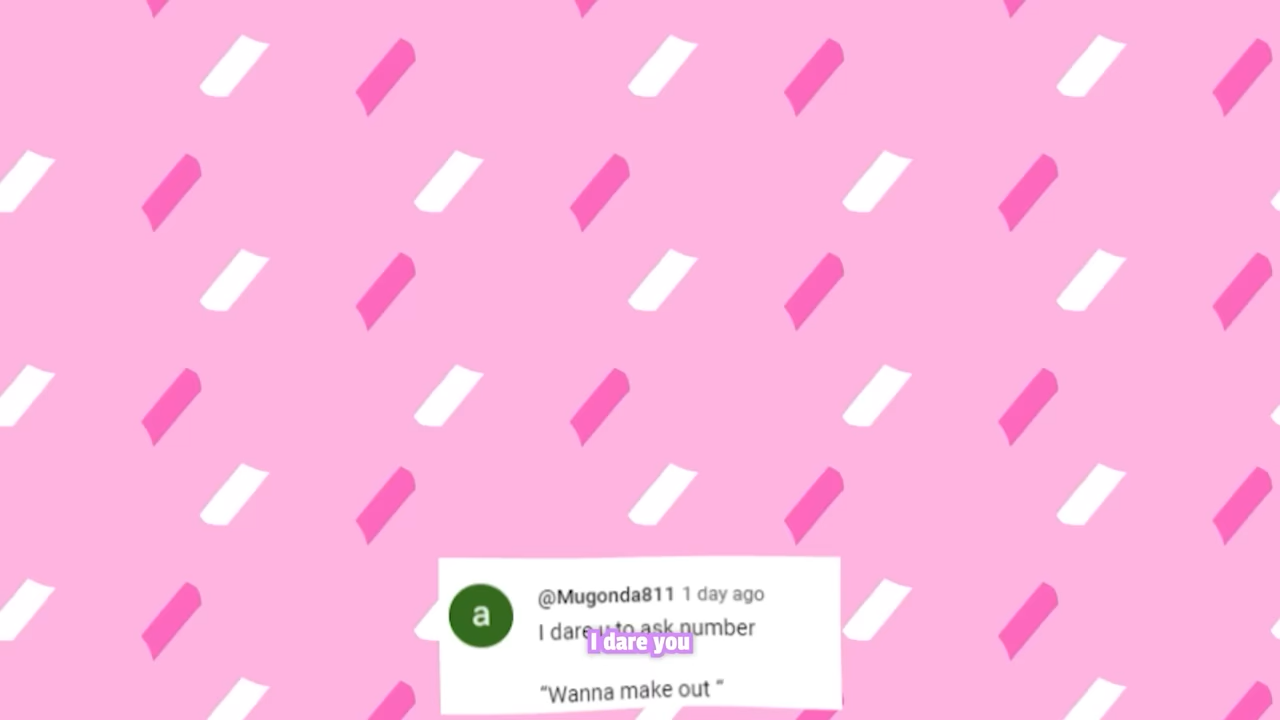 a
@Mugonda811 1 day ago
I dare u to ask number
I dare you
“Wanna make out “